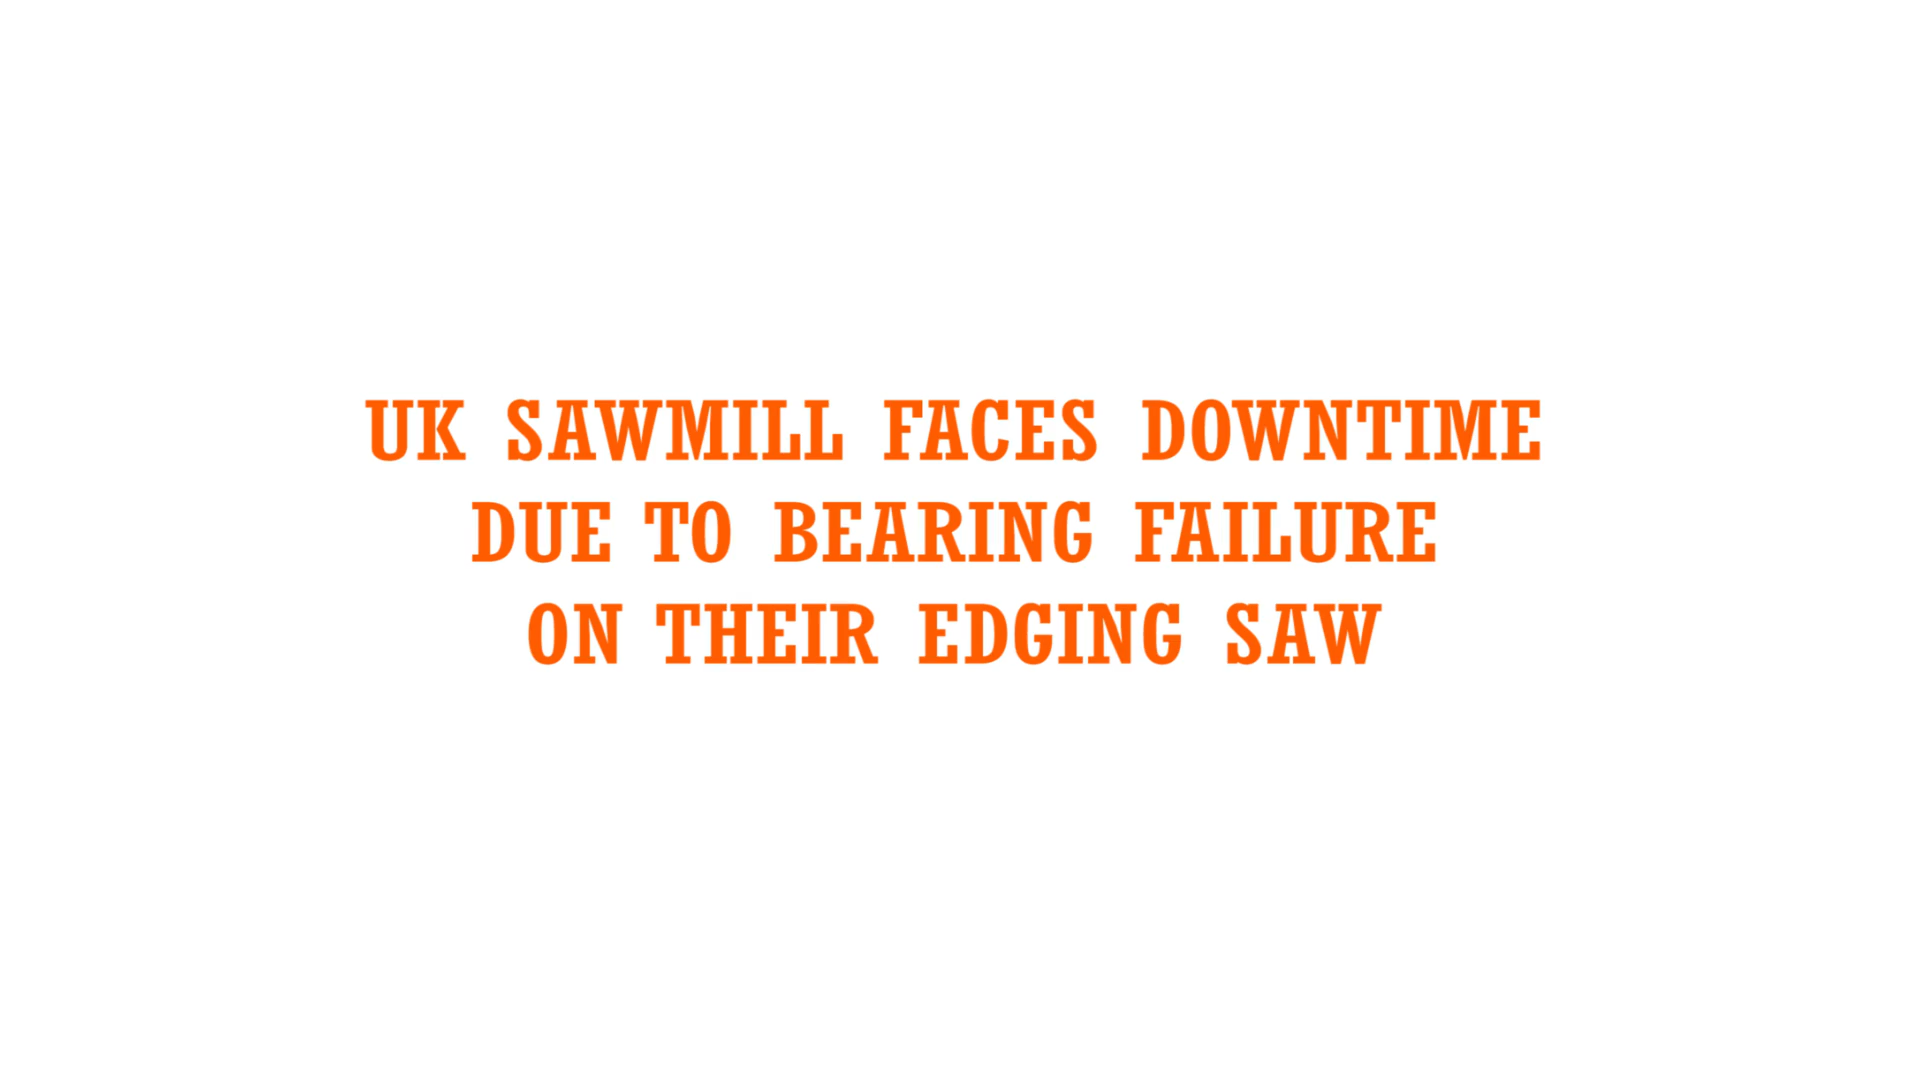 UK SAWMILL FACES DOWNTIME
DUE TO BEARING FAILURE
ON THEIR EDGING SAW